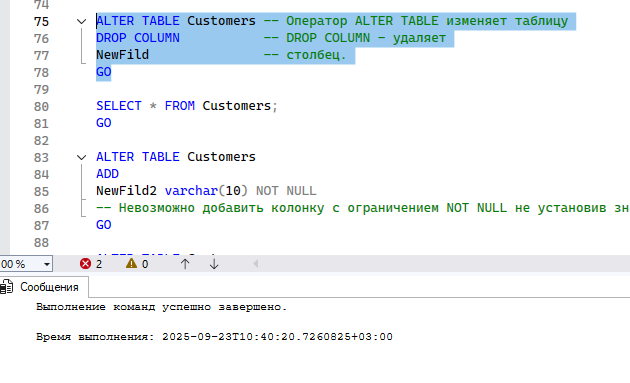 74
75 ALTER TABLE Customers -- Оператор ALTER TABLE изменяет таблицу
76 DROP COLUMN -- DROP COLUMN - удаляет
77 NewFild -- столбец.
78 GO
79
80 SELECT * FROM Customers;
81 GO
82
83 ALTER TABLE Customers
84 ADD
85 NewFild2 varchar(10) NOT NULL
86 -- Невозможно добавить колонку с ограничением NOT NULL не установив зн
87 GO
88
00 % 2 0
Сообщения
Выполнение команд успешно завершено.
Время выполнения: 2025-09-23T10:40:20.7260825+03:00